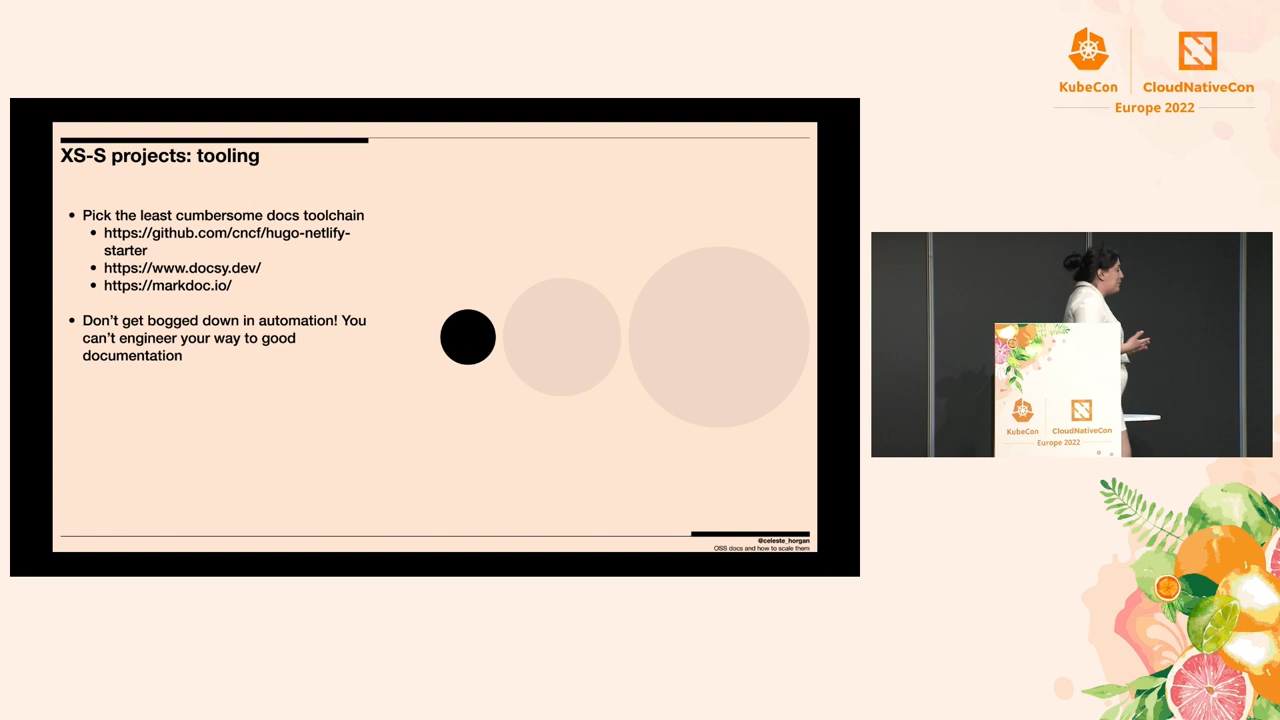 KubeCon
CloudNativeCon
Europe 2022
XS-S projects: tooling
• Pick the least cumbersome docs toolchain
• https://github.com/cncf/hugo-netlify-
starter
• https://www.docsy.dev/
• https://markdoc.io/
• Don’t get bogged down in automation! You
can’t engineer your way to good
documentation
@celeste_horgan
OSS docs and how to scale them
KubeCon
CloudNativeCon
Europe 2022